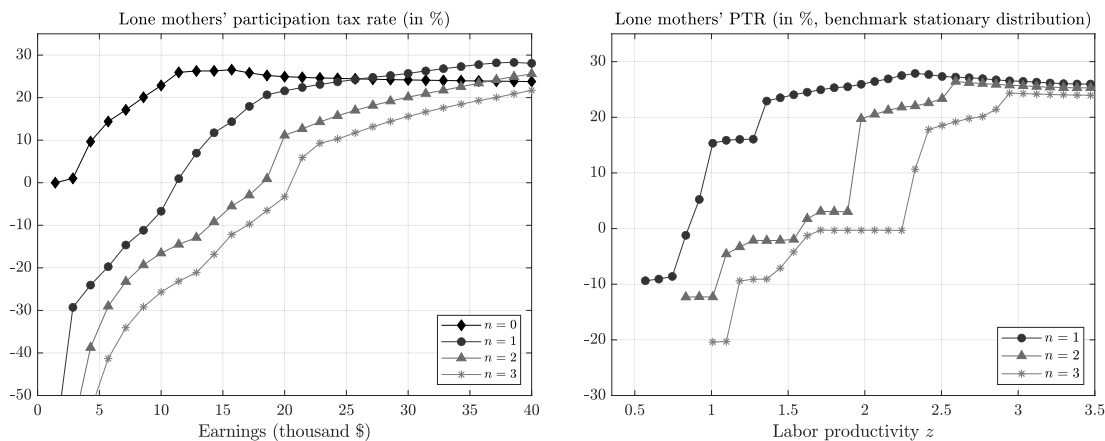 Lone mothers' participation tax rate (in %)
30
20
10
0
-10
-20
-30
-40
-50
0
5
10
15
20
25
30
35
40
Earnings (thousand $)
n = 0
n = 1
n = 2
n = 3
Lone mothers' PTR (in %, benchmark stationary distribution)
30
20
10
0
-10
-20
-30
0.5
1
1.5
2
2.5
3
3.5
Labor productivity z
n = 1
n = 2
n = 3